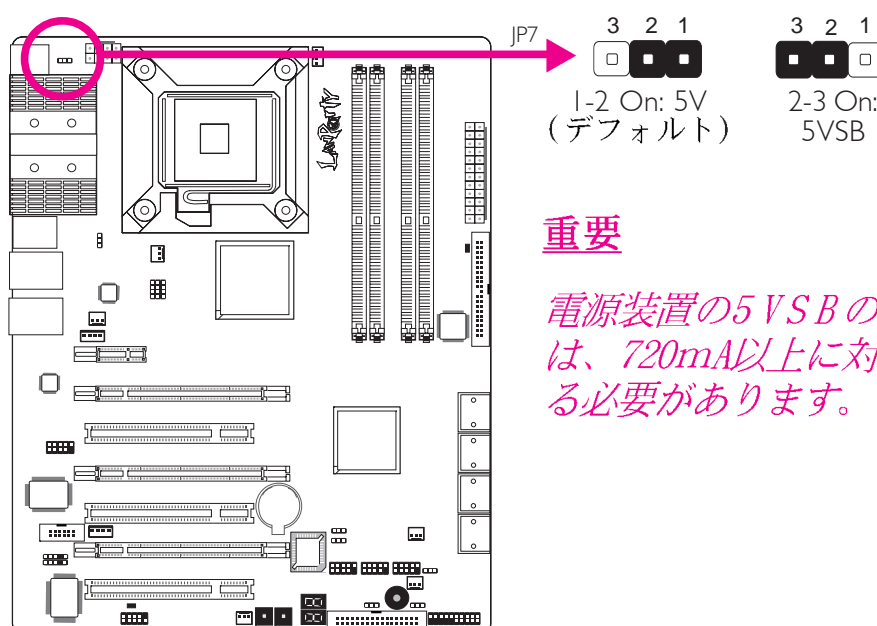 JP7
3 2 1
1-2 On: 5V
(デフォルト)
3 2 1
2-3 On:
5VSB
LANPARTY
重要
電源装置の5VSBの
は、720mA以上に対
る必要があります。